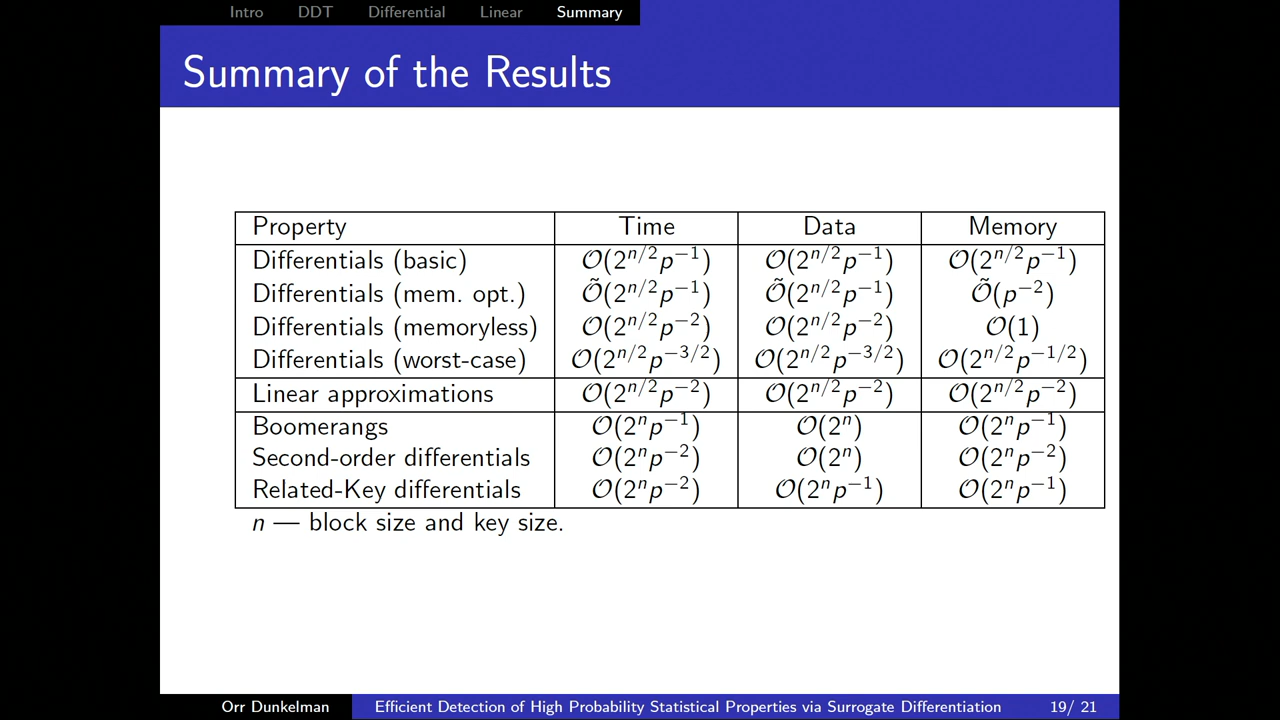 Intro DDT Differential Linear Summary
Summary of the Results
Property Time Data Memory
Differentials (basic) 𝒪(2^{n/2}p^{−1}) 𝒪(2^{n/2}p^{−1}) 𝒪(2^{n/2}p^{−1})
Differentials (mem. opt.) 𝒪̃(2^{n/2}p^{−1}) 𝒪̃(2^{n/2}p^{−1}) 𝒪̃(p^{−2})
Differentials (memoryless) 𝒪(2^{n/2}p^{−2}) 𝒪(2^{n/2}p^{−2}) 𝒪(1)
Differentials (worst-case) 𝒪(2^{n/2}p^{−3/2}) 𝒪(2^{n/2}p^{−3/2}) 𝒪(2^{n/2}p^{−1/2})
Linear approximations 𝒪(2^{n/2}p^{−2}) 𝒪(2^{n/2}p^{−2}) 𝒪(2^{n/2}p^{−2})
Boomerangs 𝒪(2^n p^{−1}) 𝒪(2^n) 𝒪(2^n p^{−1})
Second-order differentials 𝒪(2^n p^{−2}) 𝒪(2^n) 𝒪(2^n p^{−2})
Related-Key differentials 𝒪(2^n p^{−2}) 𝒪(2^n p^{−1}) 𝒪(2^n p^{−1})
n — block size and key size.
Orr Dunkelman Efficient Detection of High Probability Statistical Properties via Surrogate Differentiation 19/ 21